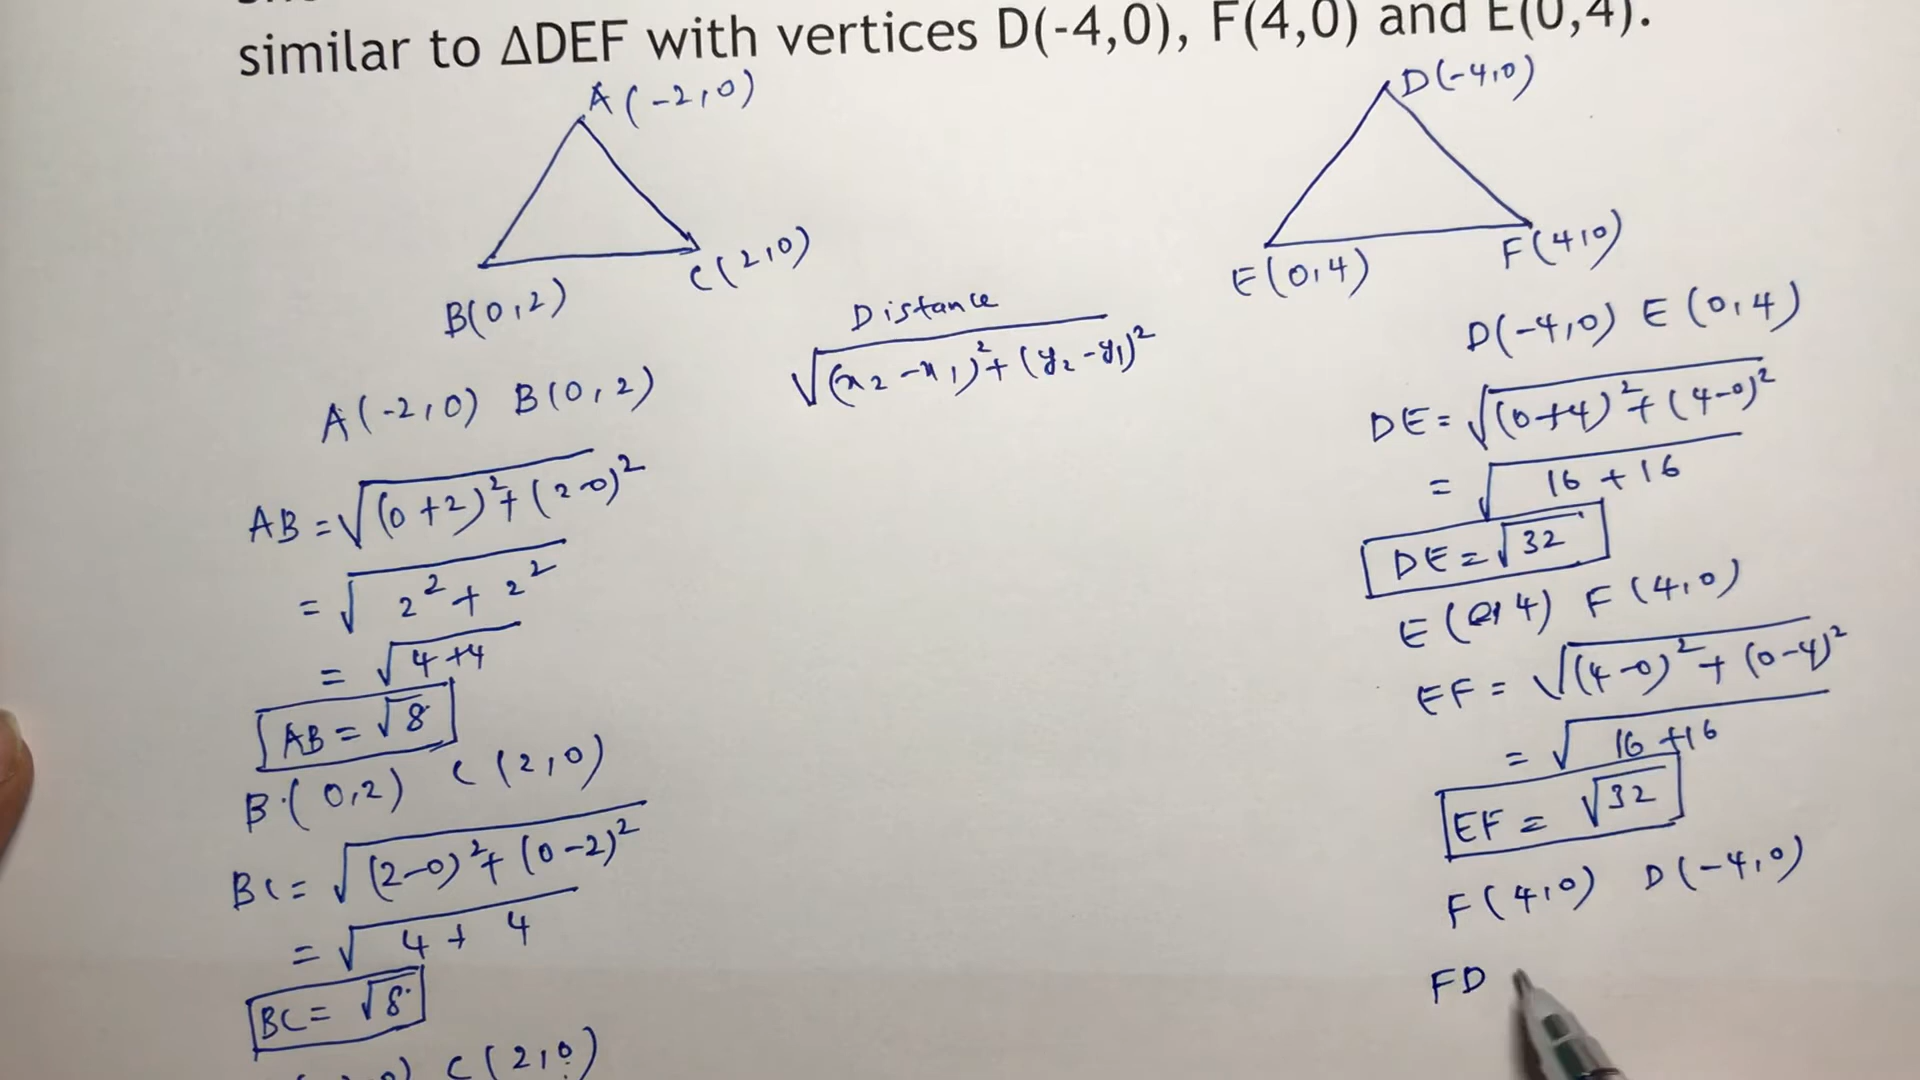 similar to ΔDEF with vertices D(-4,0), F(4,0) and E(0,4).
A(-2,0)
B(0,2)
C(2,0)
D(-4,0)
E(0,4)
F(4,0)
Distance
√(x₂-x₁)²+(y₂-y₁)²
A(-2,0) B(0,2)
AB=√(0+2)²+(2-0)²
=√2²+2²
=√4+4
AB=√8
B(0,2) C(2,0)
BC=√(2-0)²+(0-2)²
=√4+4
BC=√8
C(2,0)
D(-4,0) E(0,4)
DE=√(0+4)²+(4-0)²
=√16+16
DE=√32
E(0,4) F(4,0)
EF=√(4-0)²+(0-4)²
=√16+16
EF=√32
F(4,0) D(-4,0)
FD